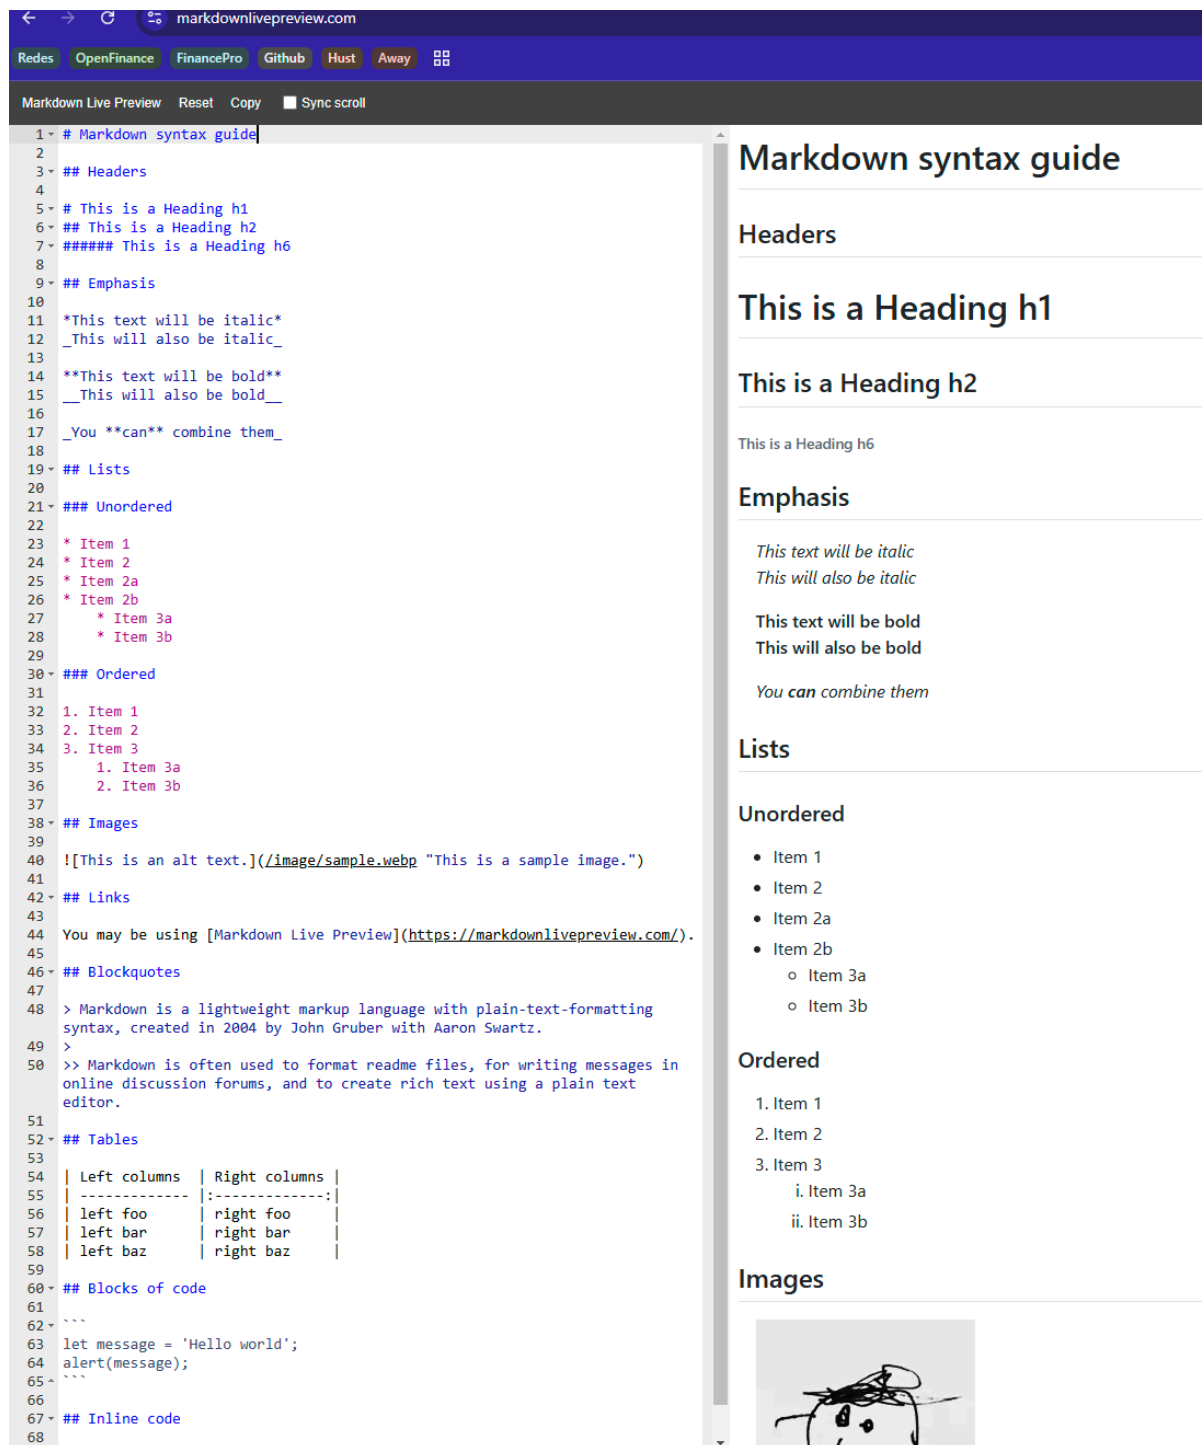 markdownlivepreview.com
Redes OpenFinance FinancePro Github Hust Away
Markdown Live Preview Reset Copy Sync scroll
1 # Markdown syntax guide
2
3 ## Headers
4
5 # This is a Heading h1
6 ## This is a Heading h2
7 ###### This is a Heading h6
8
9 ## Emphasis
10
11 *This text will be italic*
12 _This will also be italic_
13
14 **This text will be bold**
15 __This will also be bold__
16
17 _You **can** combine them_
18
19 ## Lists
20
21 ### Unordered
22
23 * Item 1
24 * Item 2
25 * Item 2a
26 * Item 2b
27     * Item 3a
28     * Item 3b
29
30 ### Ordered
31
32 1. Item 1
33 2. Item 2
34 3. Item 3
35     1. Item 3a
36     2. Item 3b
37
38 ## Images
39
40 ![This is an alt text.](/image/sample.webp "This is a sample image.")
41
42 ## Links
43
44 You may be using [Markdown Live Preview](https://markdownlivepreview.com/).
45
46 ## Blockquotes
47
48 > Markdown is a lightweight markup language with plain-text-formatting
syntax, created in 2004 by John Gruber with Aaron Swartz.
49 >
50 >> Markdown is often used to format readme files, for writing messages in
online discussion forums, and to create rich text using a plain text
editor.
51
52 ## Tables
53
54 | Left columns  | Right columns |
55 | ------------- |:-------------:|
56 | left foo      | right foo     |
57 | left bar      | right bar     |
58 | left baz      | right baz     |
59
60 ## Blocks of code
61
62 ```
63 let message = 'Hello world';
64 alert(message);
65 ```
66
67 ## Inline code
68
Markdown syntax guide
Headers
This is a Heading h1
This is a Heading h2
This is a Heading h6
Emphasis
This text will be italic
This will also be italic
This text will be bold
This will also be bold
You can combine them
Lists
Unordered
• Item 1
• Item 2
• Item 2a
• Item 2b
○ Item 3a
○ Item 3b
Ordered
1. Item 1
2. Item 2
3. Item 3
i. Item 3a
ii. Item 3b
Images